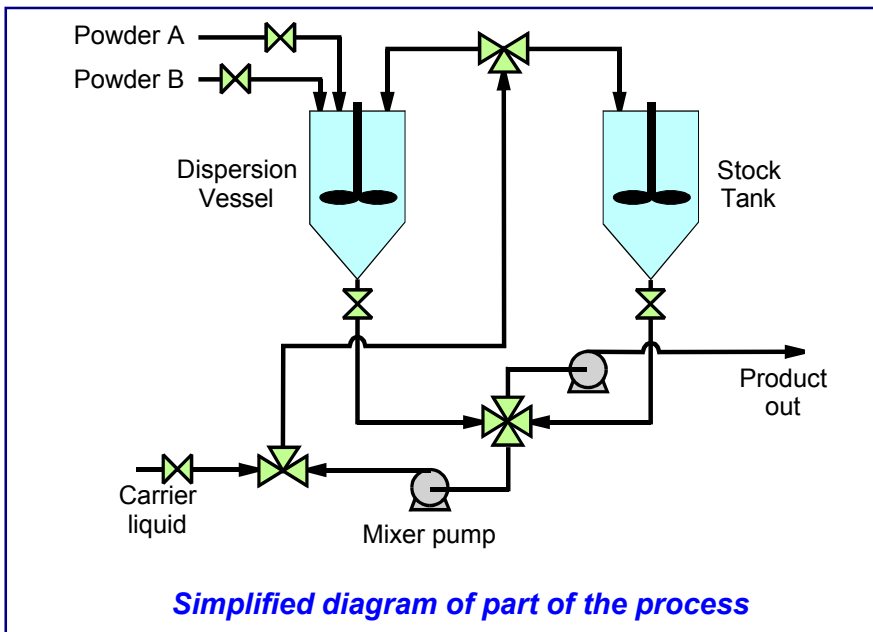 Powder A
Powder B
Dispersion
Vessel
Stock
Tank
Product
out
Carrier
liquid
Mixer pump
Simplified diagram of part of the process